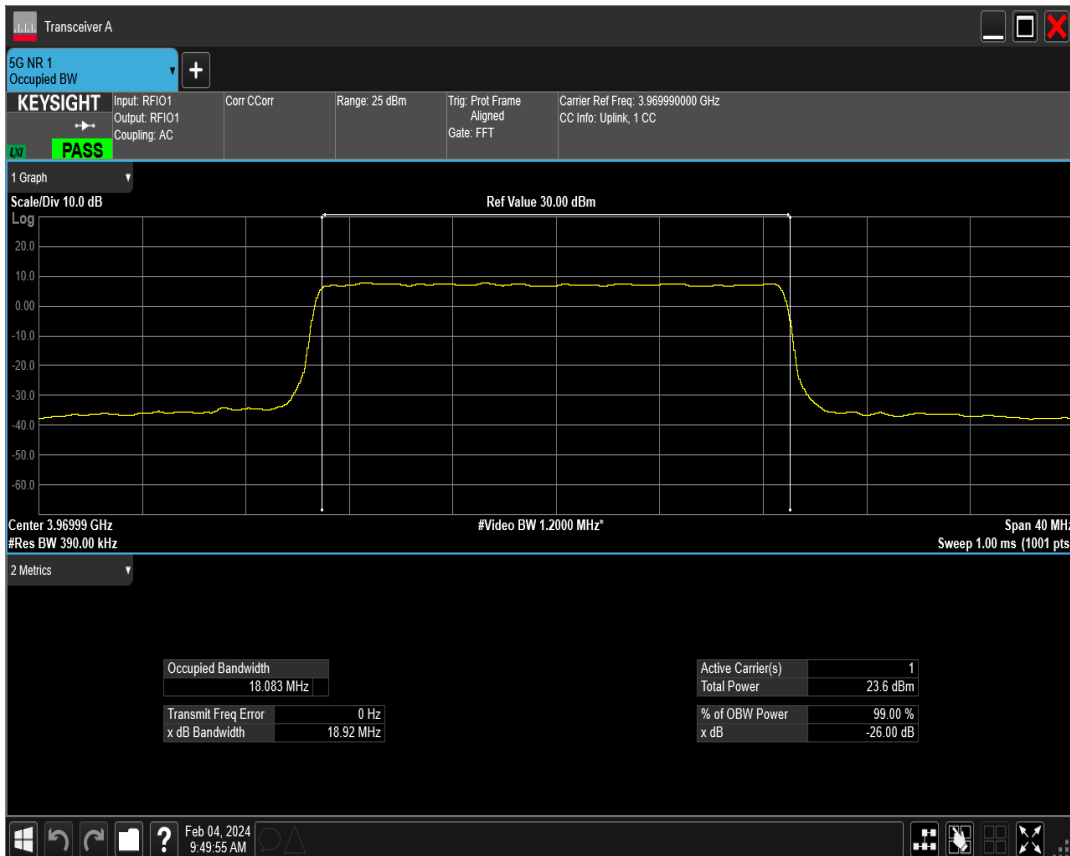 Transceiver A
5G NR 1
Occupied BW
KEYSIGHT
LXI
PASS
Input: RFIO1
Output: RFIO1
Coupling: AC
Corr CCorr
Range: 25 dBm
Trig: Prot Frame
Aligned
Gate: FFT
Carrier Ref Freq: 3.969990000 GHz
CC Info: Uplink, 1 CC
1 Graph
Scale/Div 10.0 dB
Ref Value 30.00 dBm
Log
20.0
10.0
0.00
-10.0
-20.0
-30.0
-40.0
-50.0
-60.0
Center 3.96999 GHz
#Video BW 1.2000 MHz*
Span 40 MHz
#Res BW 390.00 kHz
Sweep 1.00 ms (1001 pts
2 Metrics
Occupied Bandwidth
18.083 MHz
Transmit Freq Error 0 Hz
x dB Bandwidth 18.92 MHz
Active Carrier(s) 1
Total Power 23.6 dBm
% of OBW Power 99.00 %
x dB -26.00 dB
?
Feb 04, 2024
9:49:55 AM